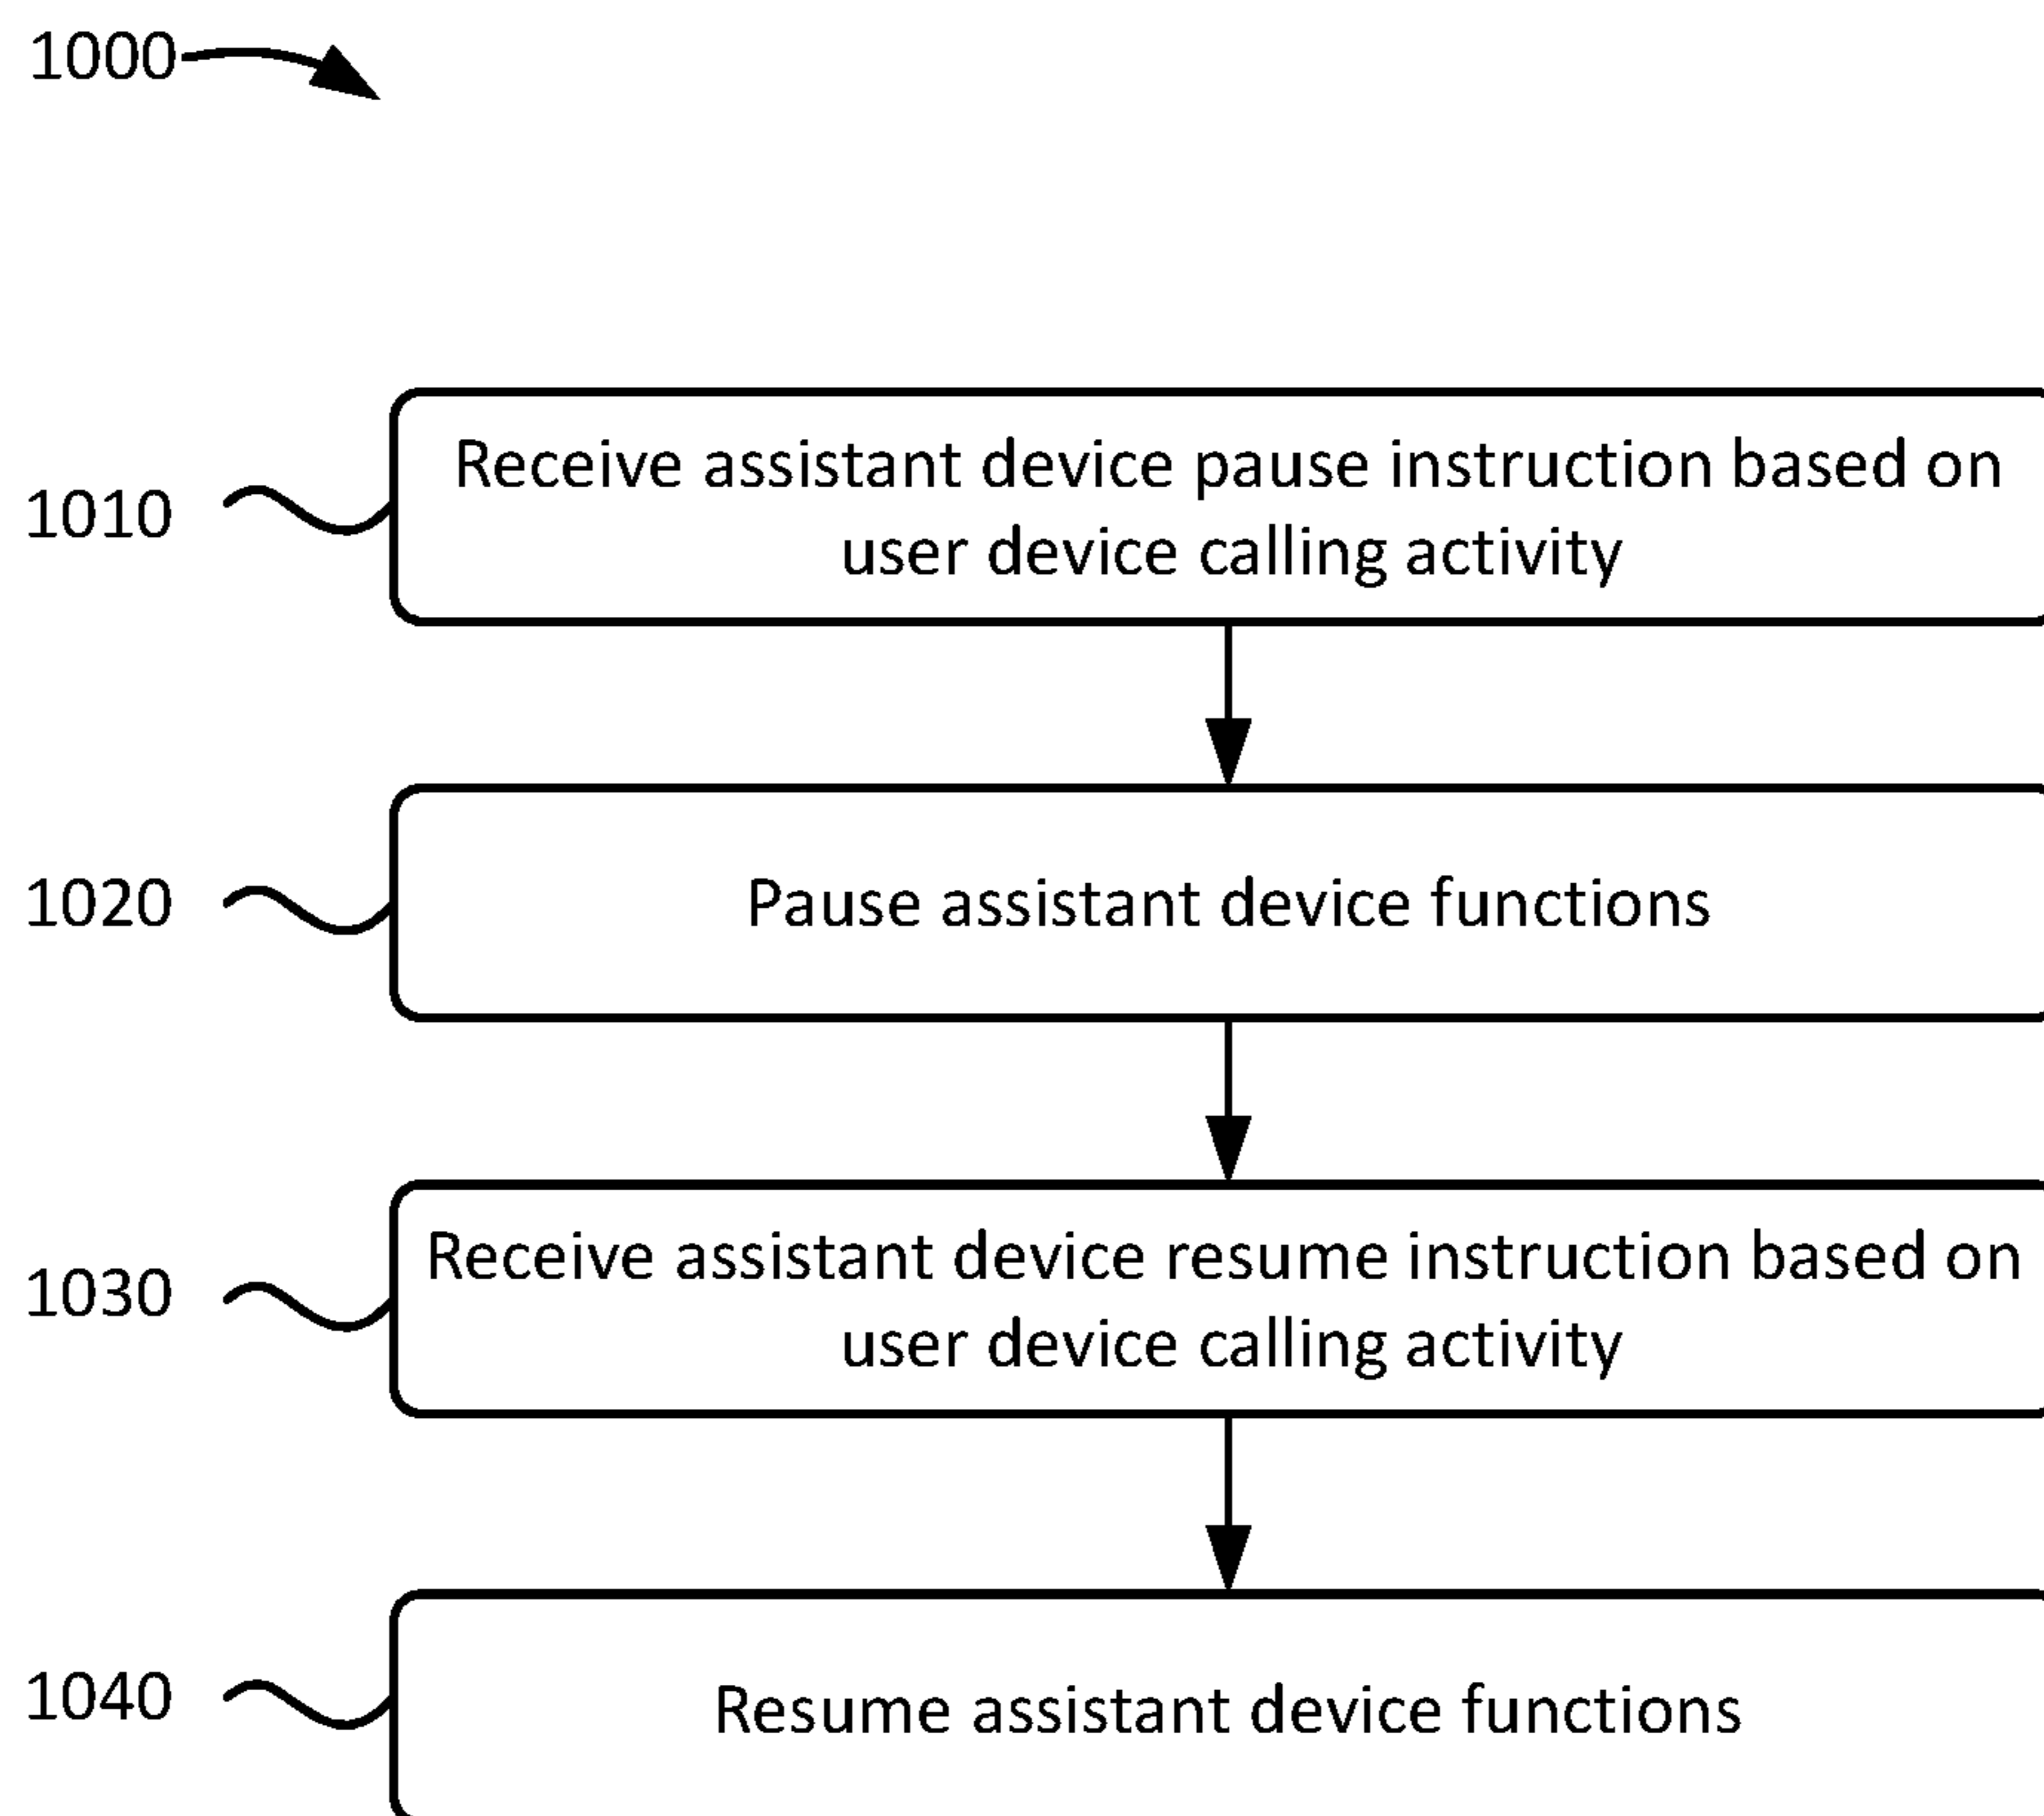 1000
1010
Receive assistant device pause instruction based on
user device calling activity
1020
Pause assistant device functions
1030
Receive assistant device resume instruction based on
user device calling activity
1040
Resume assistant device functions